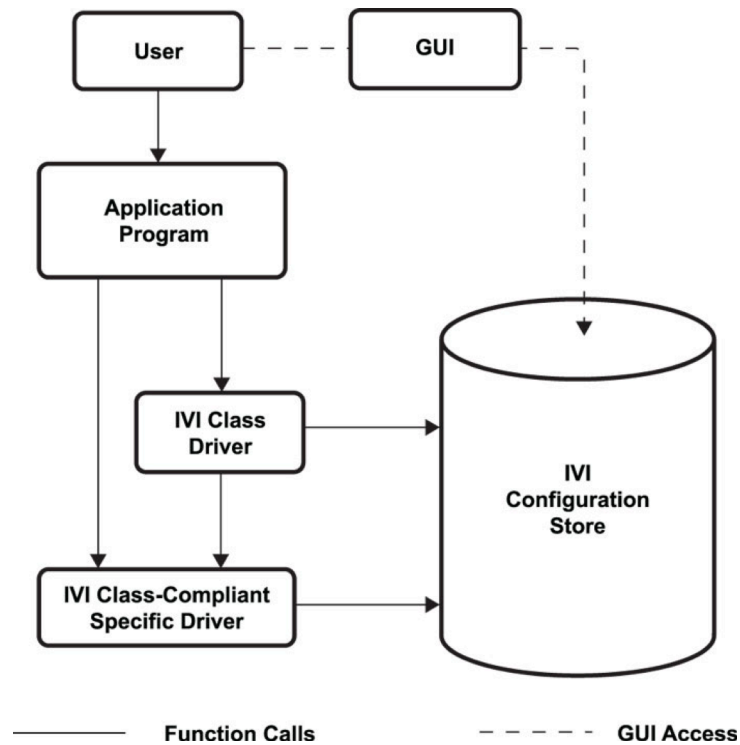 User
GUI
Application
Program
IVI Class
Driver
IVI
Configuration
Store
IVI Class-Compliant
Specific Driver
Function Calls
GUI Access